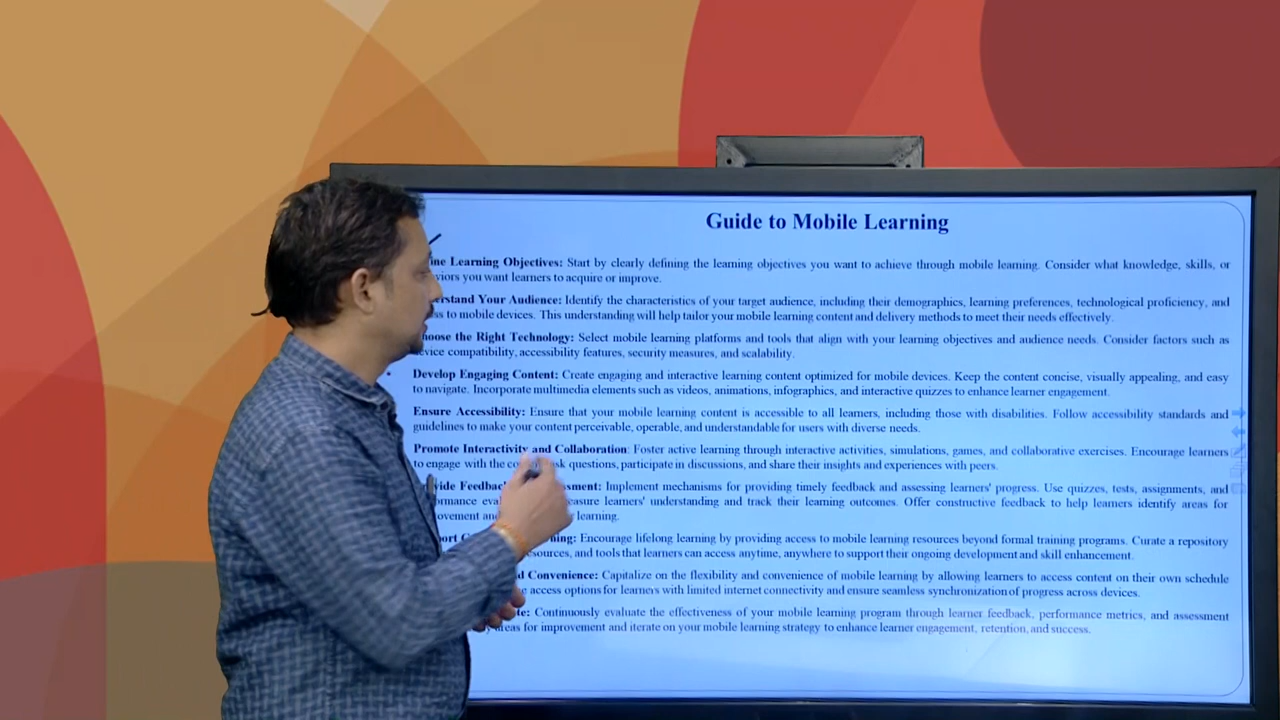 Guide to Mobile Learning
Learning Objectives: Start by clearly defining the learning objectives you want to achieve through mobile learning. Consider what knowledge, skills, or
you want learners to acquire or improve.
Your Audience: Identify the characteristics of your target audience, including their demographics, learning preferences, technological proficiency, and
to mobile devices. This understanding will help tailor your mobile learning content and delivery methods to meet their needs effectively.
the Right Technology: Select mobile learning platforms and tools that align with your learning objectives and audience needs. Consider factors such as
compatibility, accessibility features, security measures, and scalability.
Develop Engaging Content: Create engaging and interactive learning content optimized for mobile devices. Keep the content concise, visually appealing, and easy
to navigate. Incorporate multimedia elements such as videos, animations, infographics, and interactive quizzes to enhance learner engagement.
Ensure Accessibility: Ensure that your mobile learning content is accessible to all learners, including those with disabilities. Follow accessibility standards and
guidelines to make your content perceivable, operable, and understandable for users with diverse needs.
Promote Interactivity and Collaboration: Foster active learning through interactive activities, simulations, games, and collaborative exercises. Encourage learners
to engage with the questions, participate in discussions, and share their insights and experiences with peers.
Implement mechanisms for providing timely feedback and assessing learners' progress. Use quizzes, tests, assignments, and
learners' understanding and track their learning outcomes. Offer constructive feedback to help learners identify areas for
learning.
Encourage lifelong learning by providing access to mobile learning resources beyond formal training programs. Curate a repository
and tools that learners can access anytime, anywhere to support their ongoing development and skill enhancement.
Convenience: Capitalize on the flexibility and convenience of mobile learning by allowing learners to access content on their own schedule
access options for learners with limited internet connectivity and ensure seamless synchronization of progress across devices.
Continuously evaluate the effectiveness of your mobile learning program through learner feedback, performance metrics, and assessment
areas for improvement and iterate on your mobile learning strategy to enhance learner engagement, retention, and success.